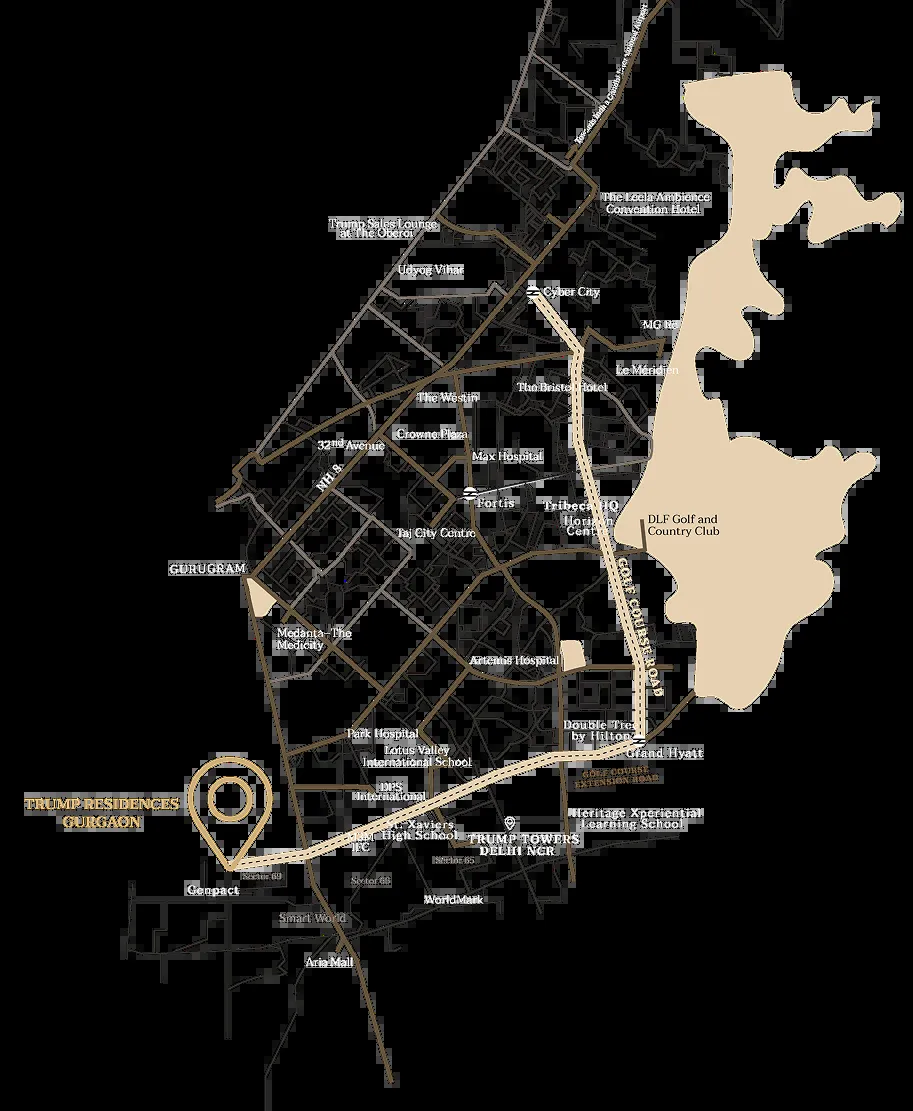 The Leela Ambience
Convention Hotel
Trump Sales Lounge
at The Oberoi
Udyog Vihar
Cyber City
MG Rd
Le Méridien
The Bristol Hotel
The Westin
Crowne Plaza
32nd Avenue
Max Hospital
NH 8
Fortis
Tribeca HQ
Horizon
Centre
DLF Golf and
Country Club
Taj City Centre
GURUGRAM
GOLF COURSE ROAD
Medanta-The
Medicity
Artemis Hospital
Park Hospital
Double Tree
by Hilton
Lotus Valley
International School
Grand Hyatt
GOLF COURSE
EXTENSION ROAD
DPS
International
TRUMP RESIDENCES
GURGAON
Heritage Xperiential
Learning School
St. Xaviers
High School
TRUMP TOWERS
DELHI NCR
IFC
Sector 65
Sector 69
Sector 66
Conpact
WorldMark
Smart World
Aria Mall